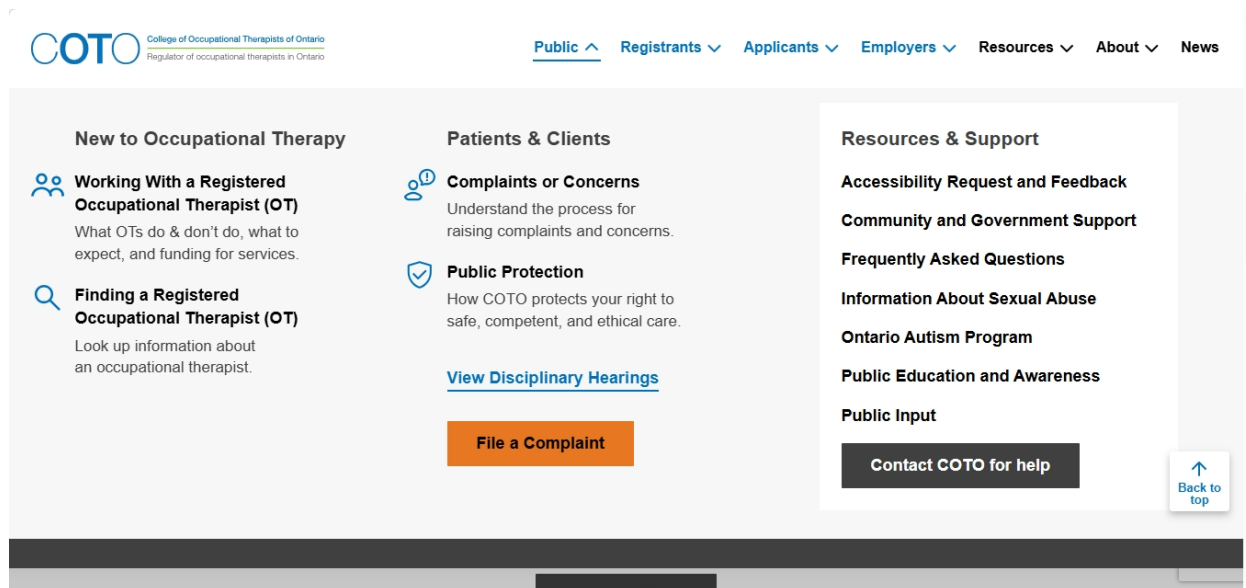 COTO College of Occupational Therapists of Ontario
Regulator of occupational therapists in Ontario
Public
Registrants
Applicants
Employers
Resources
About
News
New to Occupational Therapy
Working With a Registered
Occupational Therapist (OT)
What OTs do & don’t do, what to
expect, and funding for services.
Finding a Registered
Occupational Therapist (OT)
Look up information about
an occupational therapist.
Patients & Clients
Complaints or Concerns
Understand the process for
raising complaints and concerns.
Public Protection
How COTO protects your right to
safe, competent, and ethical care.
View Disciplinary Hearings
File a Complaint
Resources & Support
Accessibility Request and Feedback
Community and Government Support
Frequently Asked Questions
Information About Sexual Abuse
Ontario Autism Program
Public Education and Awareness
Public Input
Contact COTO for help
Back to
top